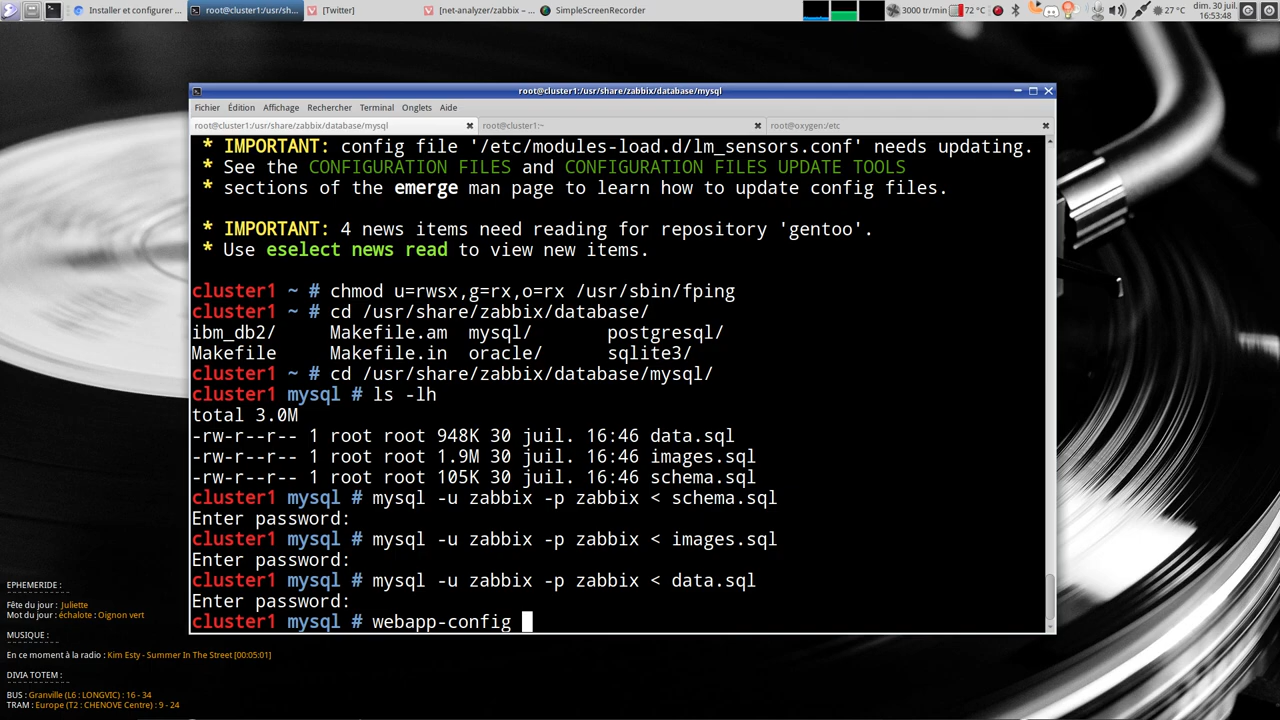 Installer et configurer ...
root@cluster1:/usr/sha...
[Twitter]
[net-analyzer/zabbix – ...
SimpleScreenRecorder
3000 tr/min
72 °C
27 °C
dim. 30 juil.
16:53:48
root@cluster1:/usr/share/zabbix/database/mysql
Fichier Édition Affichage Rechercher Terminal Onglets Aide
root@cluster1:/usr/share/zabbix/database/mysql
root@cluster1:~
root@oxygen:/etc
* IMPORTANT: config file '/etc/modules-load.d/lm_sensors.conf' needs updating.
* See the CONFIGURATION FILES and CONFIGURATION FILES UPDATE TOOLS
* sections of the emerge man page to learn how to update config files.
* IMPORTANT: 4 news items need reading for repository 'gentoo'.
* Use eselect news read to view new items.
cluster1 ~ # chmod u=rwsx,g=rx,o=rx /usr/sbin/fping
cluster1 ~ # cd /usr/share/zabbix/database/
ibm_db2/ Makefile.am mysql/ postgresql/
Makefile Makefile.in oracle/ sqlite3/
cluster1 ~ # cd /usr/share/zabbix/database/mysql/
cluster1 mysql # ls -lh
total 3.0M
-rw-r--r-- 1 root root 948K 30 juil. 16:46 data.sql
-rw-r--r-- 1 root root 1.9M 30 juil. 16:46 images.sql
-rw-r--r-- 1 root root 105K 30 juil. 16:46 schema.sql
cluster1 mysql # mysql -u zabbix -p zabbix < schema.sql
Enter password:
cluster1 mysql # mysql -u zabbix -p zabbix < images.sql
Enter password:
cluster1 mysql # mysql -u zabbix -p zabbix < data.sql
Enter password:
cluster1 mysql # webapp-config
EPHEMERIDE :
Fête du jour : Juliette
Mot du jour : échalote : Oignon vert
MUSIQUE :
En ce moment à la radio : Kim Esty - Summer In The Street [00:05:01]
DIVIA TOTEM :
BUS : Granville (L6 : LONGVIC) : 16 - 34
TRAM : Europe (T2 : CHENOVE Centre) : 9 - 24